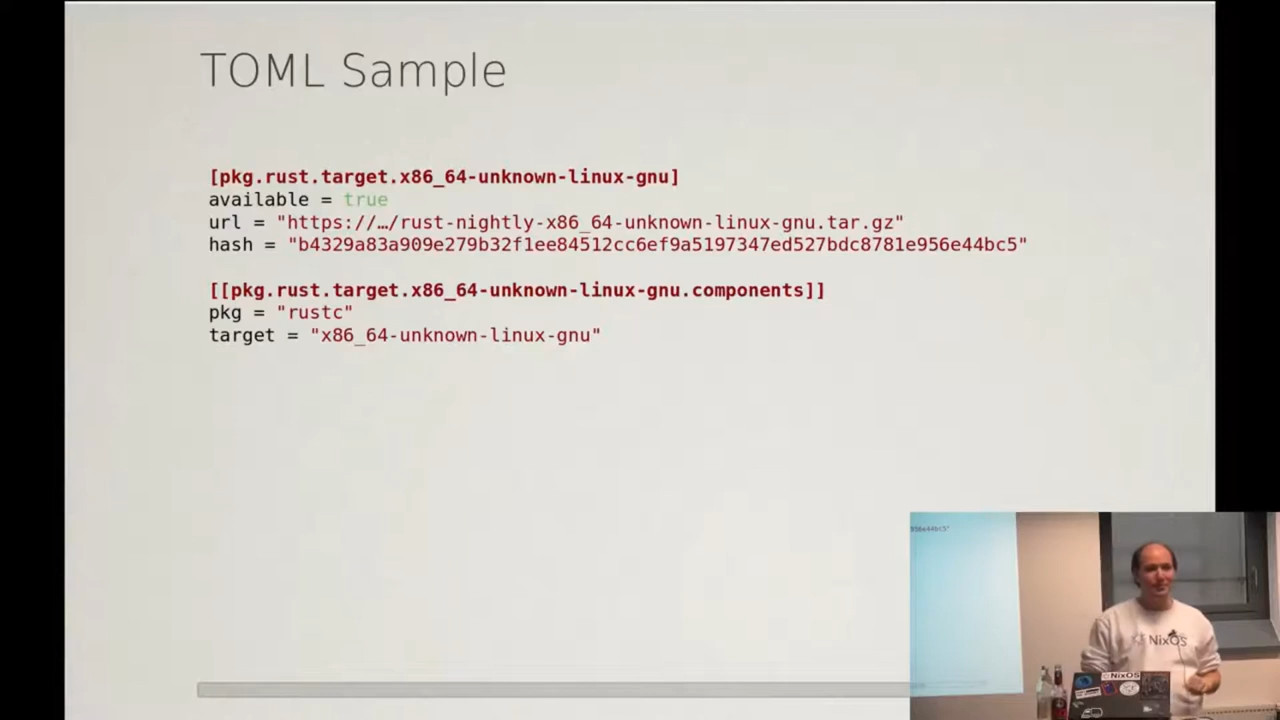 TOML Sample
[pkg.rust.target.x86_64-unknown-linux-gnu]
available = true
url = "https://…/rust-nightly-x86_64-unknown-linux-gnu.tar.gz"
hash = "b4329a83a909e279b32f1ee84512cc6ef9a5197347ed527bdc8781e956e44bc5"
[[pkg.rust.target.x86_64-unknown-linux-gnu.components]]
pkg = "rustc"
target = "x86_64-unknown-linux-gnu"
956e44bc5"
NixOS
NixOS